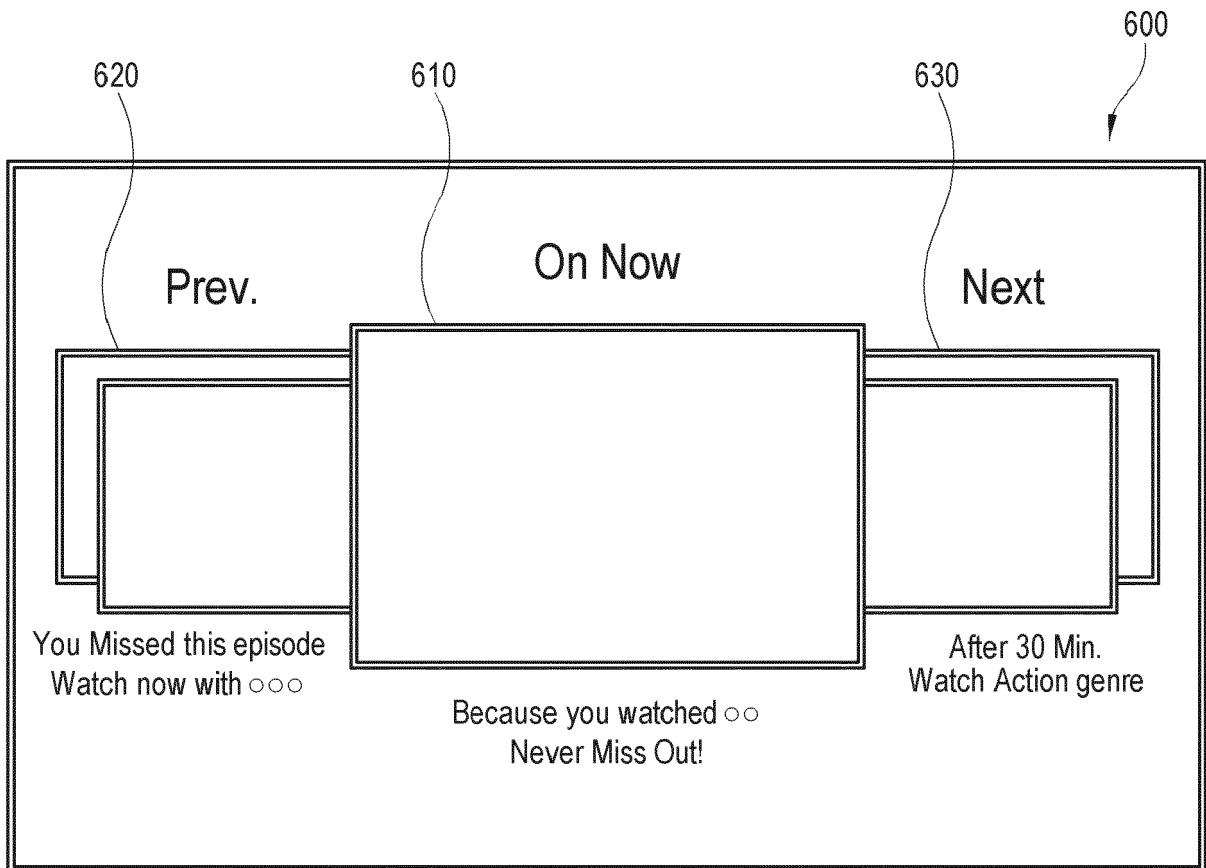 600
620
610
630
On Now
Prev.
Next
You Missed this episode
Watch now with ○○○
After 30 Min.
Watch Action genre
Because you watched ○○
Never Miss Out!